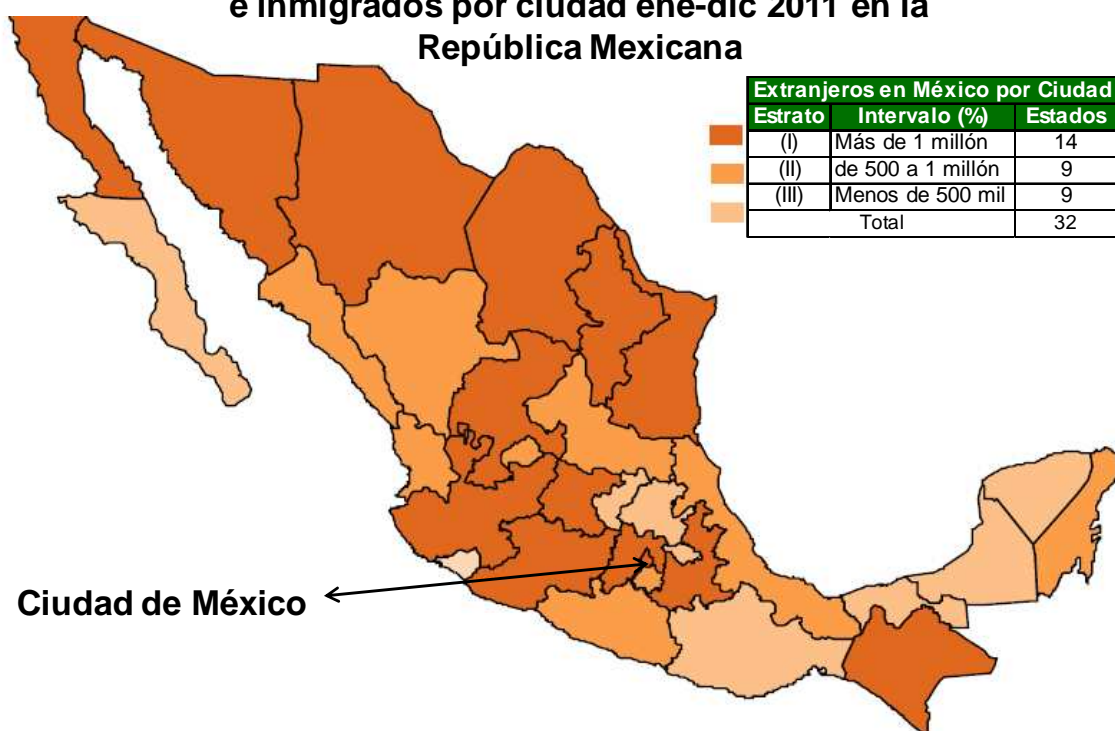 e inmigrados por ciudad ene-dic 2011 en la
República Mexicana
Extranjeros en México por Ciudad
Estrato Intervalo (%) Estados
(I) Más de 1 millón 14
(II) de 500 a 1 millón 9
(III) Menos de 500 mil 9
Total 32
Ciudad de México